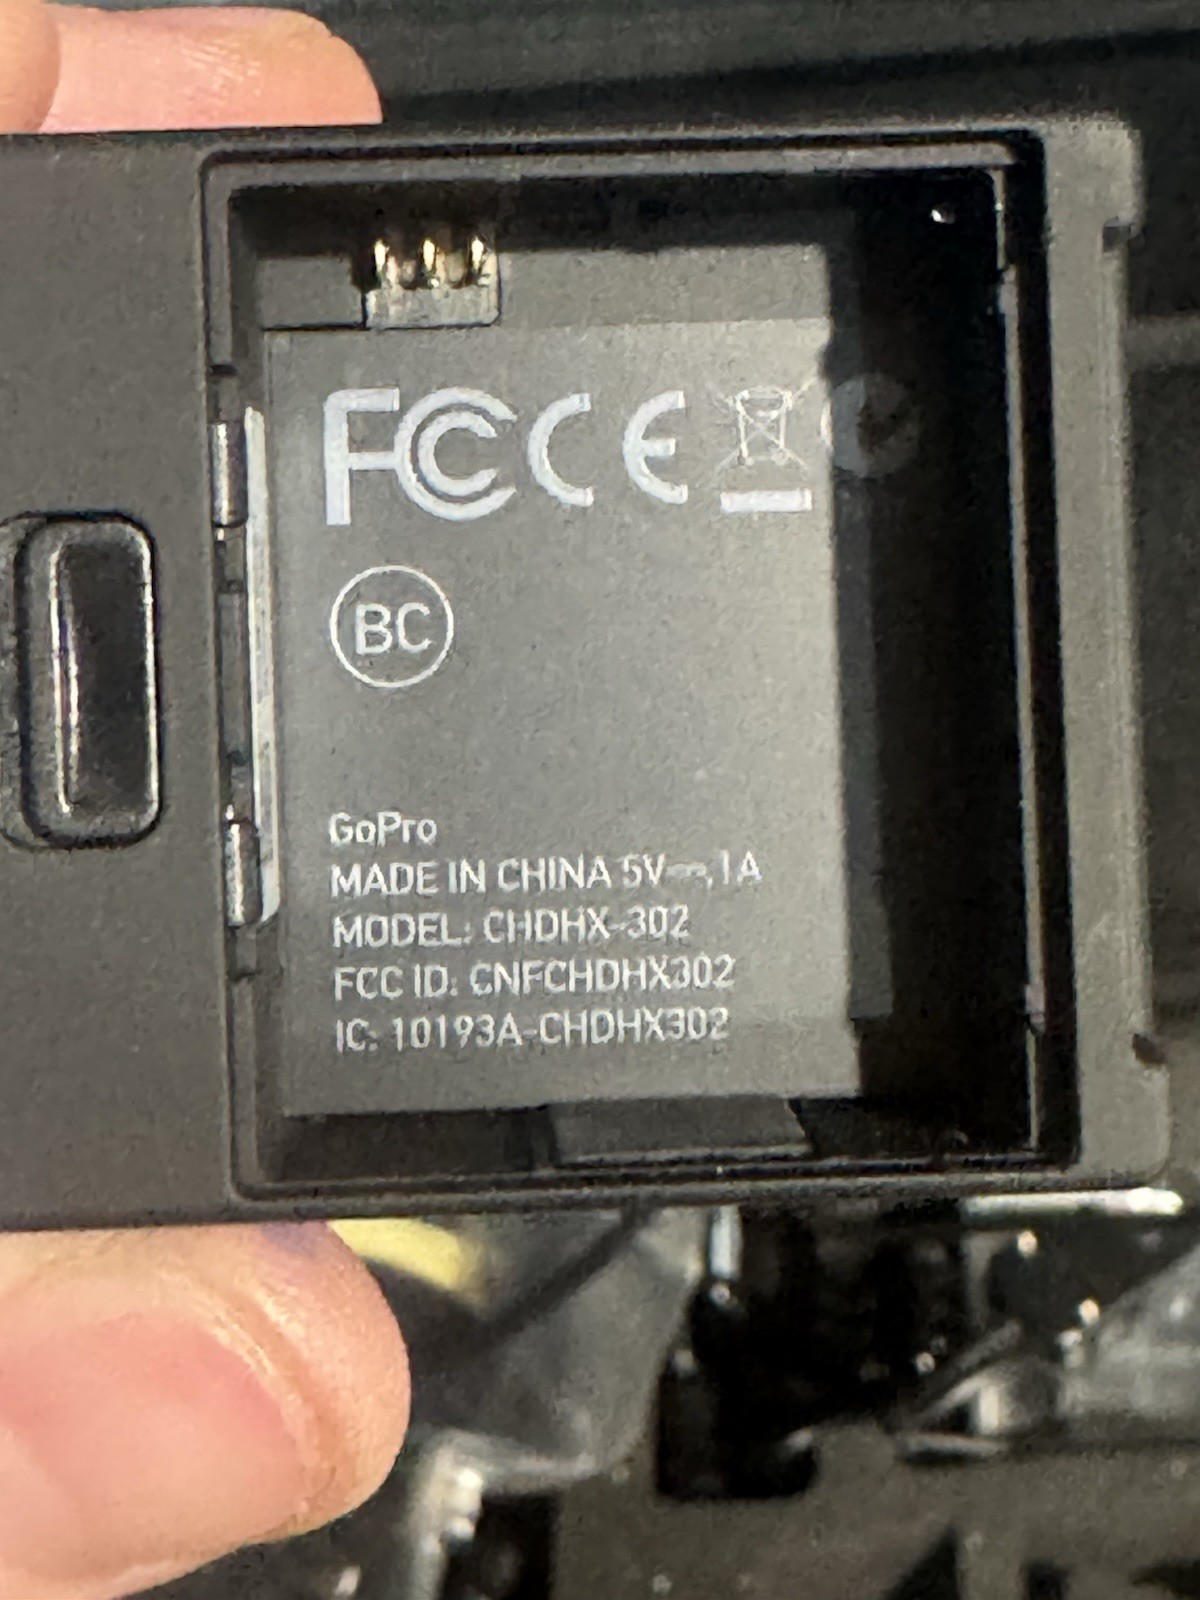 FC CE
BC
GoPro
MADE IN CHINA 5V⎓,1A
MODEL: CHDHX-302
FCC ID: CNFCHDHX302
IC: 10193A-CHDHX302